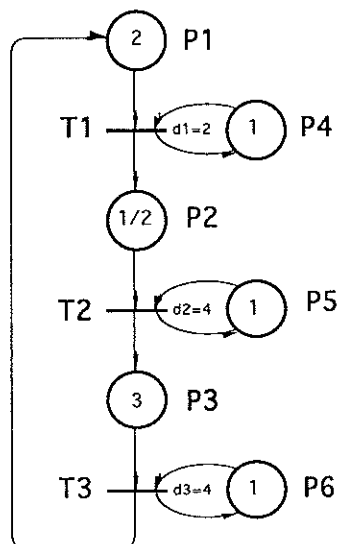 2 P1
T1 d1=2 1 P4
1/2 P2
T2 d2=4 1 P5
3 P3
T3 d3=4 1 P6